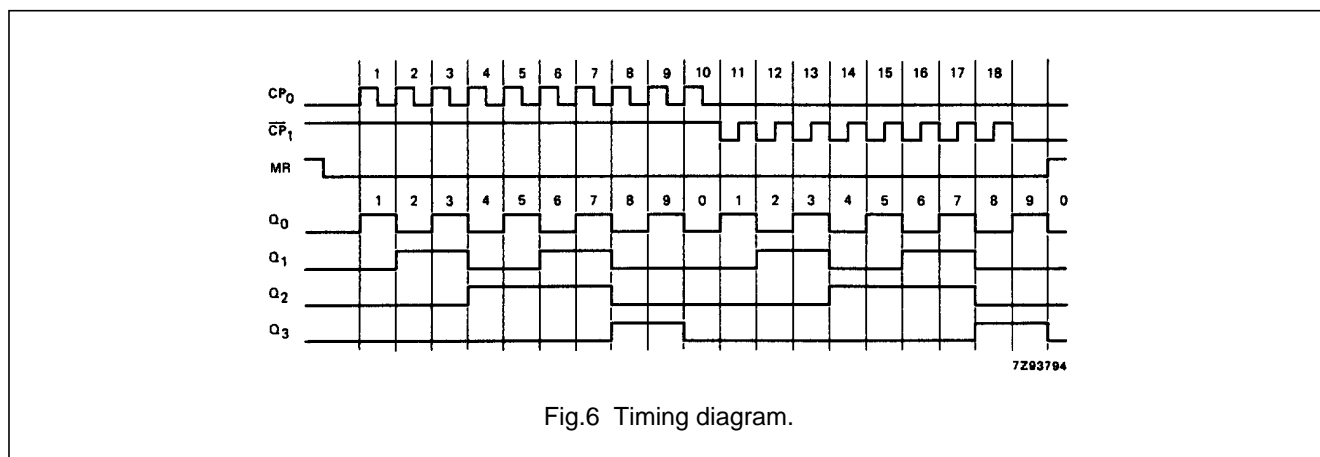 1 2 3 4 5 6 7 8 9 10 11 12 13 14 15 16 17 18
CP0
CP1
MR
1 2 3 4 5 6 7 8 9 0 1 2 3 4 5 6 7 8 9 0
Q0
Q1
Q2
Q3
7Z93794
Fig.6 Timing diagram.